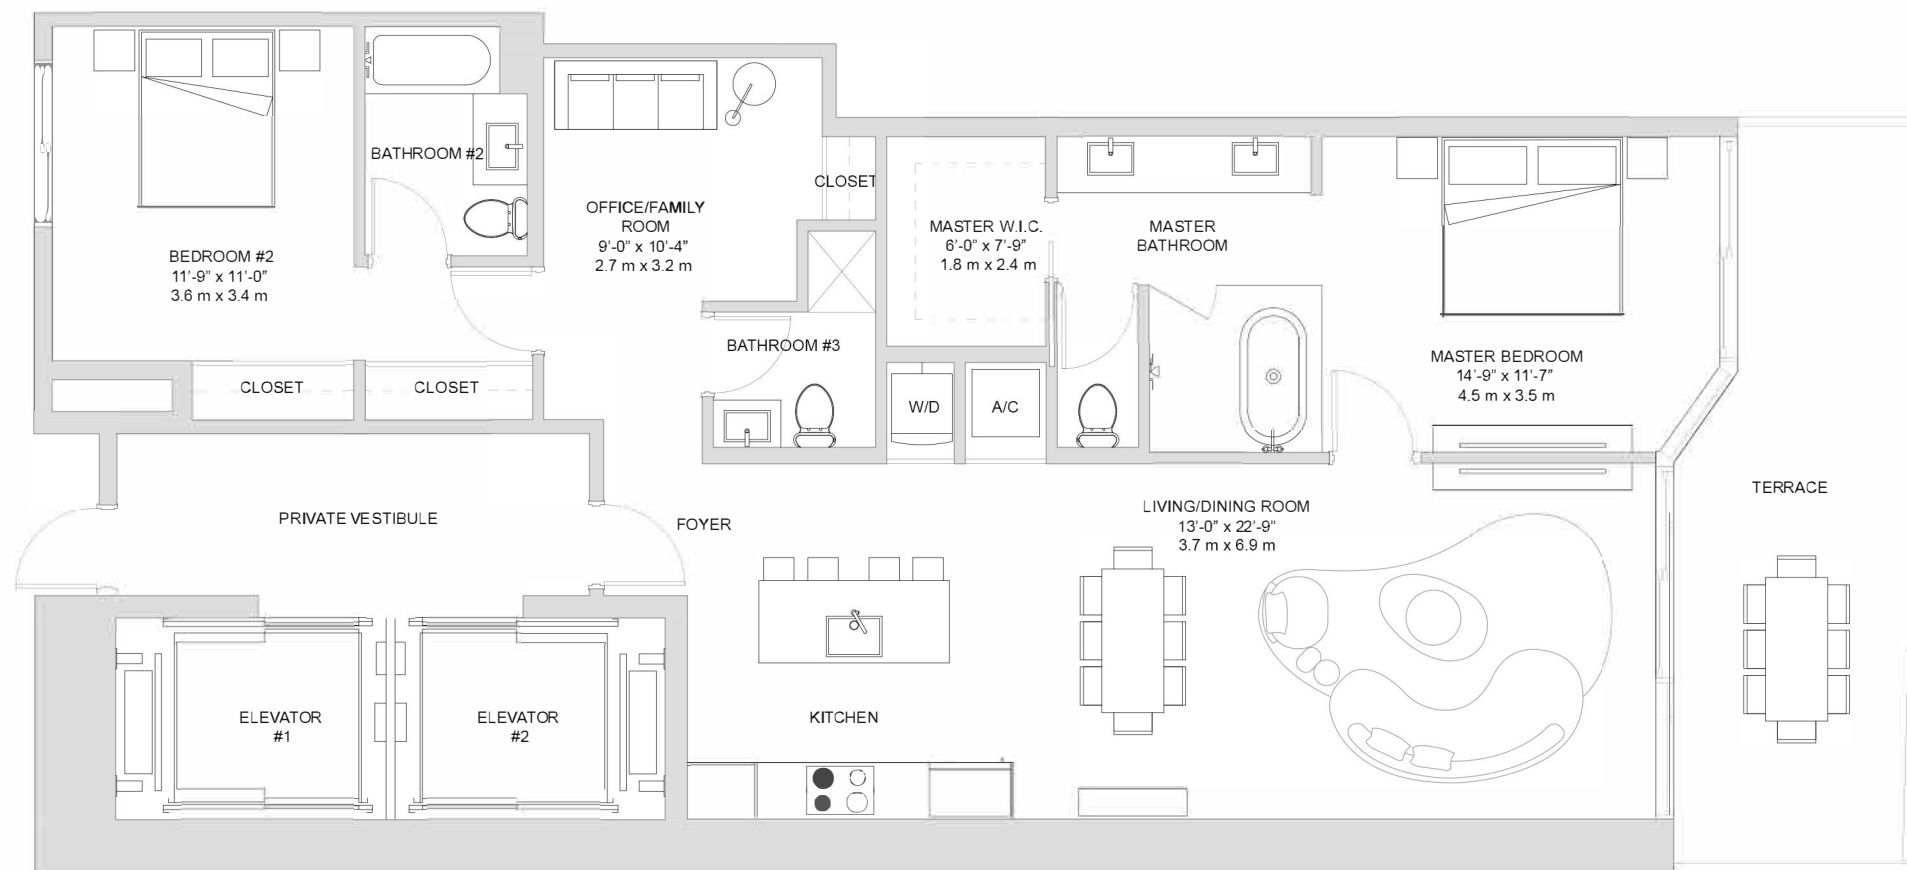 BATHROOM #2
CLOSET
OFFICE/FAMILY
ROOM
9'-0" x 10'-4"
2.7 m x 3.2 m
MASTER W.I.C.
6'-0" x 7'-9"
1.8 m x 2.4 m
MASTER
BATHROOM
BEDROOM #2
11'-9" x 11'-0"
3.6 m x 3.4 m
BATHROOM #3
MASTER BEDROOM
14'-9" x 11'-7"
4.5 m x 3.5 m
CLOSET
CLOSET
W/D
A/C
TERRACE
PRIVATE VESTIBULE
FOYER
LIVING/DINING ROOM
13'-0" x 22'-9"
3.7 m x 6.9 m
ELEVATOR
#1
ELEVATOR
#2
KITCHEN